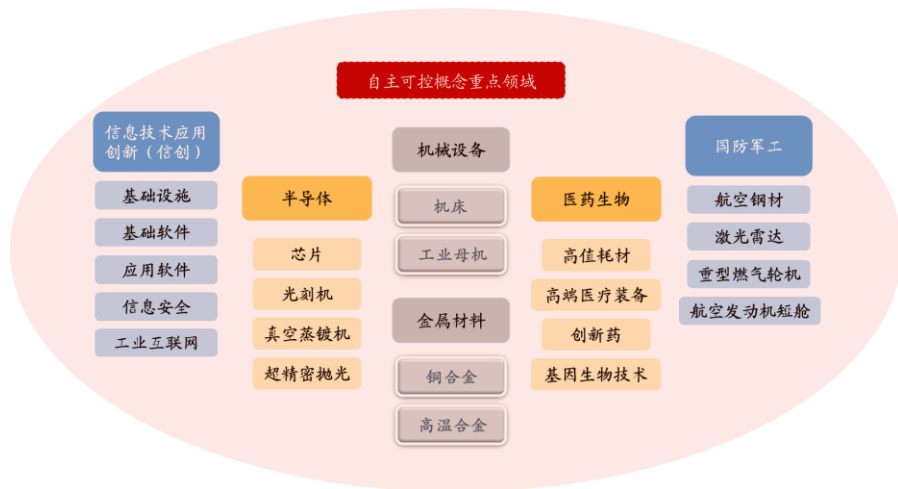 自主可控概念重点领域
信息技术应用
创新（信创）
基础设施
基础软件
应用软件
信息安全
工业互联网
半导体
芯片
光刻机
真空蒸镀机
超精密抛光
机械设备
机床
工业母机
金属材料
铜合金
高温合金
医药生物
高值耗材
高端医疗装备
创新药
基因生物技术
国防军工
航空钢材
激光雷达
重型燃气轮机
航空发动机短舱